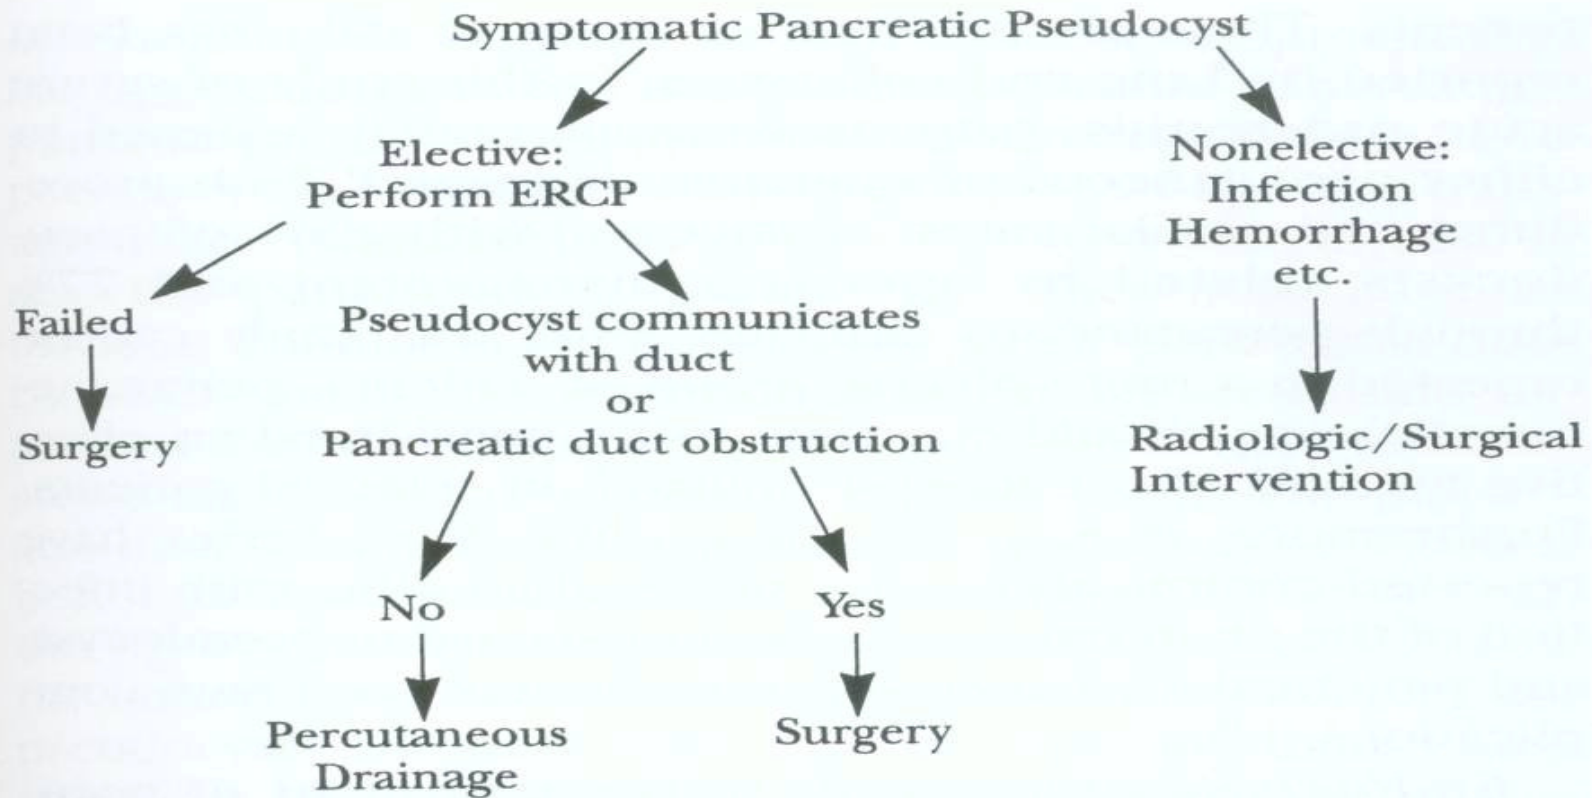 Symptomatic Pancreatic Pseudocyst
Elective:
Perform ERCP
Nonelective:
Infection
Hemorrhage
etc.
Failed
Surgery
Pseudocyst communicates
with duct
or
Pancreatic duct obstruction
Radiologic/Surgical
Intervention
No
Yes
Percutaneous
Drainage
Surgery